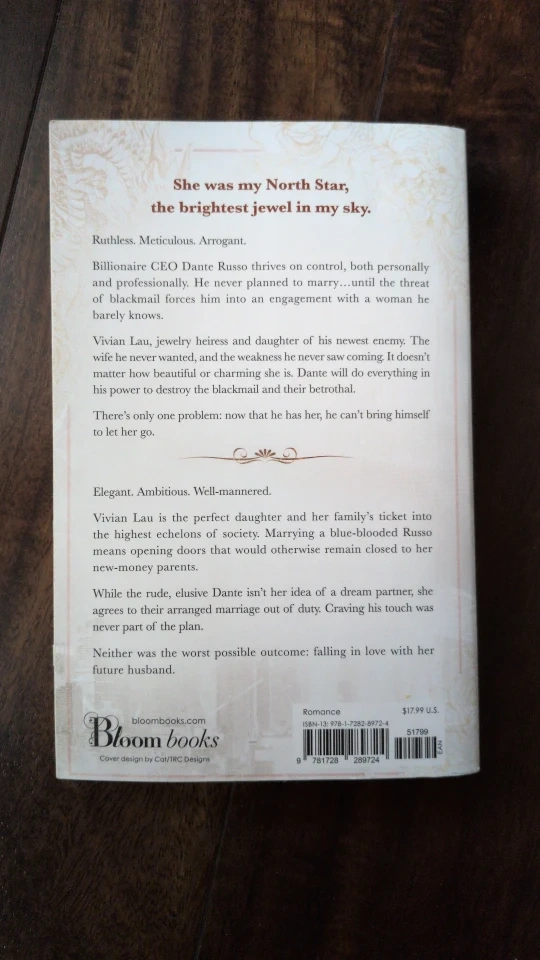 She was my North Star,
the brightest jewel in my sky.
Ruthless. Meticulous. Arrogant.
Billionaire CEO Dante Russo thrives on control, both personally
and professionally. He never planned to marry…until the threat
of blackmail forces him into an engagement with a woman he
barely knows.
Vivian Lau, jewelry heiress and daughter of his newest enemy. The
wife he never wanted, and the weakness he never saw coming. It doesn't
matter how beautiful or charming she is. Dante will do everything in
his power to destroy the blackmail and their betrothal.
There's only one problem: now that he has her, he can't bring himself
to let her go.
Elegant. Ambitious. Well-mannered.
Vivian Lau is the perfect daughter and her family's ticket into
the highest echelons of society. Marrying a blue-blooded Russo
means opening doors that would otherwise remain closed to her
new-money parents.
While the rude, elusive Dante isn't her idea of a dream partner, she
agrees to their arranged marriage out of duty. Craving his touch was
never part of the plan.
Neither was the worst possible outcome: falling in love with her
future husband.
bloombooks.com
Bloom books
Cover design by Cat/TRC Designs
Romance
$17.99 U.S.
ISBN-13: 978-1-7282-8972-4
51799
EAN
9 781728 289724